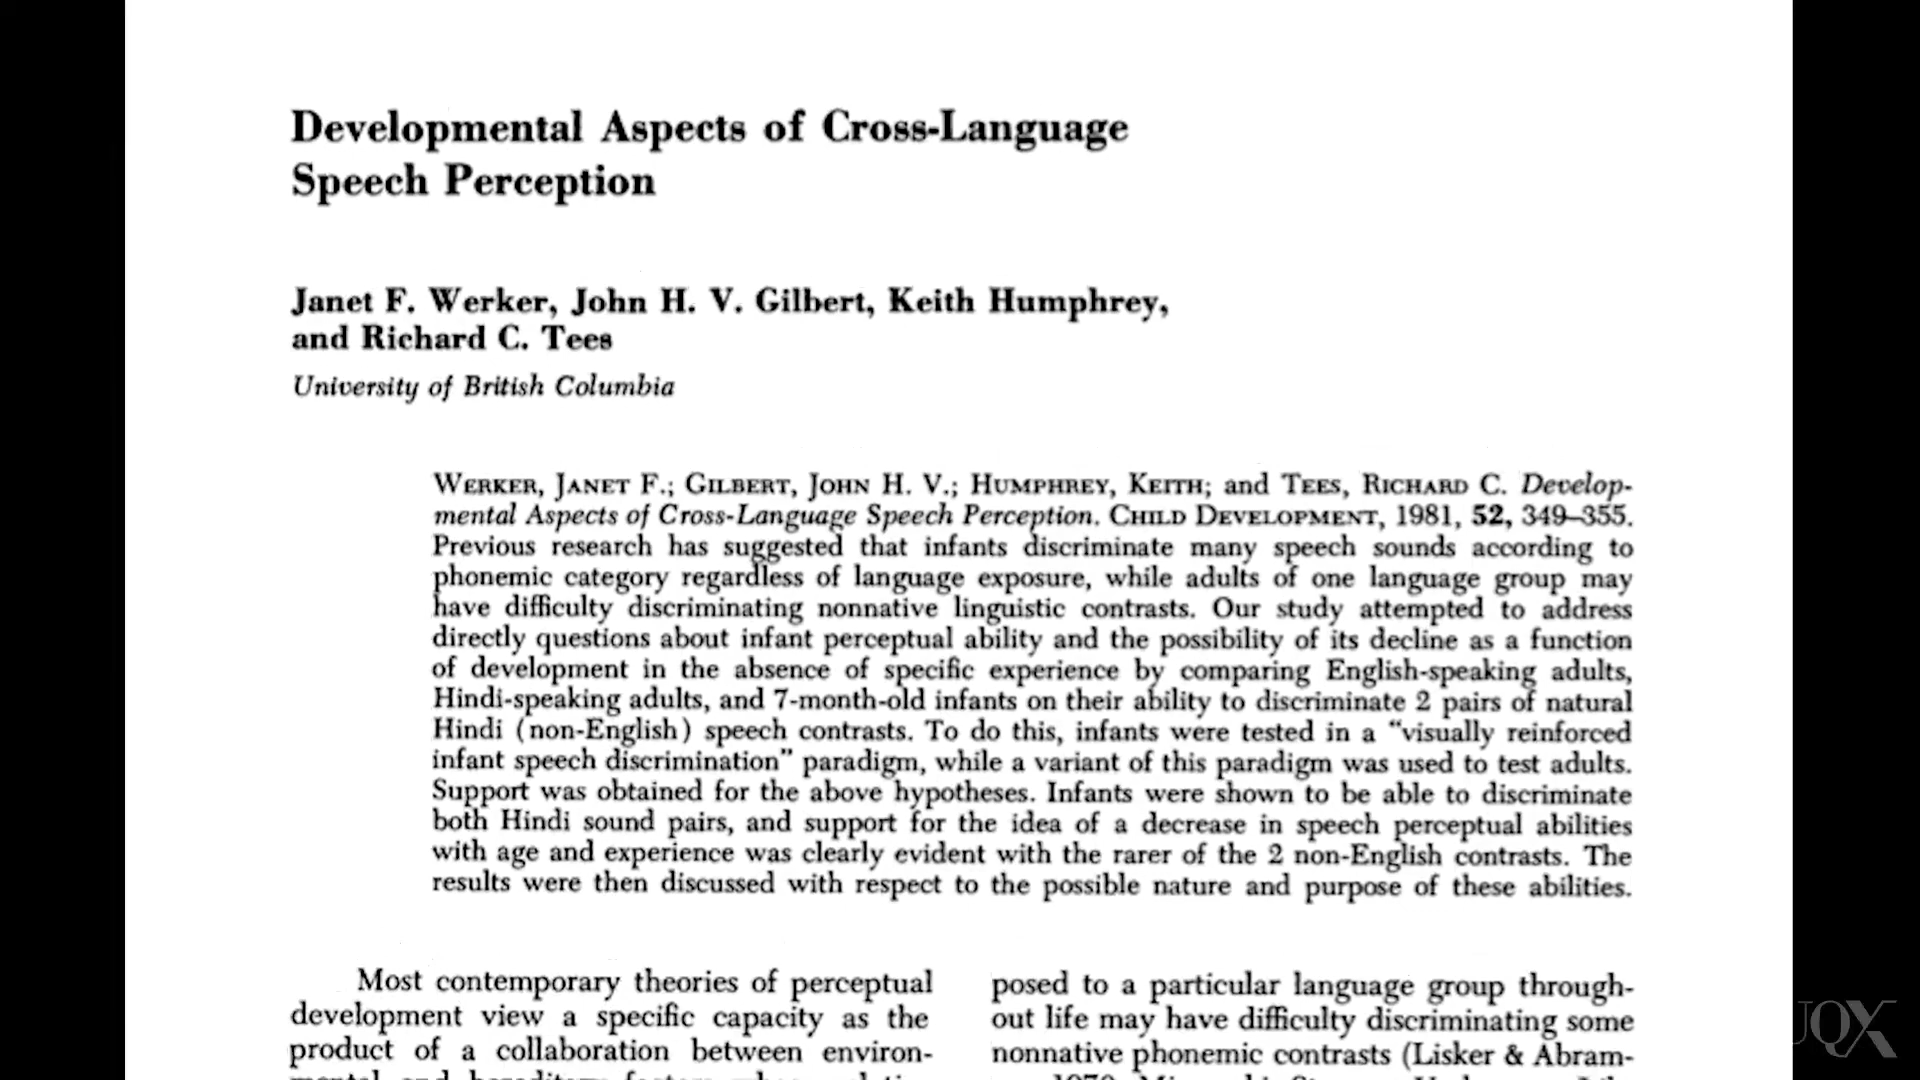 Developmental Aspects of Cross-Language
Speech Perception
Janet F. Werker, John H. V. Gilbert, Keith Humphrey,
and Richard C. Tees
University of British Columbia
WERKER, JANET F.; GILBERT, JOHN H. V.; HUMPHREY, KEITH; and TEES, RICHARD C. Develop-
mental Aspects of Cross-Language Speech Perception. CHILD DEVELOPMENT, 1981, 52, 349–355.
Previous research has suggested that infants discriminate many speech sounds according to
phonemic category regardless of language exposure, while adults of one language group may
have difficulty discriminating nonnative linguistic contrasts. Our study attempted to address
directly questions about infant perceptual ability and the possibility of its decline as a function
of development in the absence of specific experience by comparing English-speaking adults,
Hindi-speaking adults, and 7-month-old infants on their ability to discriminate 2 pairs of natural
Hindi (non-English) speech contrasts. To do this, infants were tested in a “visually reinforced
infant speech discrimination” paradigm, while a variant of this paradigm was used to test adults.
Support was obtained for the above hypotheses. Infants were shown to be able to discriminate
both Hindi sound pairs, and support for the idea of a decrease in speech perceptual abilities
with age and experience was clearly evident with the rarer of the 2 non-English contrasts. The
results were then discussed with respect to the possible nature and purpose of these abilities.
Most contemporary theories of perceptual
development view a specific capacity as the
product of a collaboration between environ-
posed to a particular language group through-
out life may have difficulty discriminating some
nonnative phonemic contrasts (Lisker & Abram-
JQX